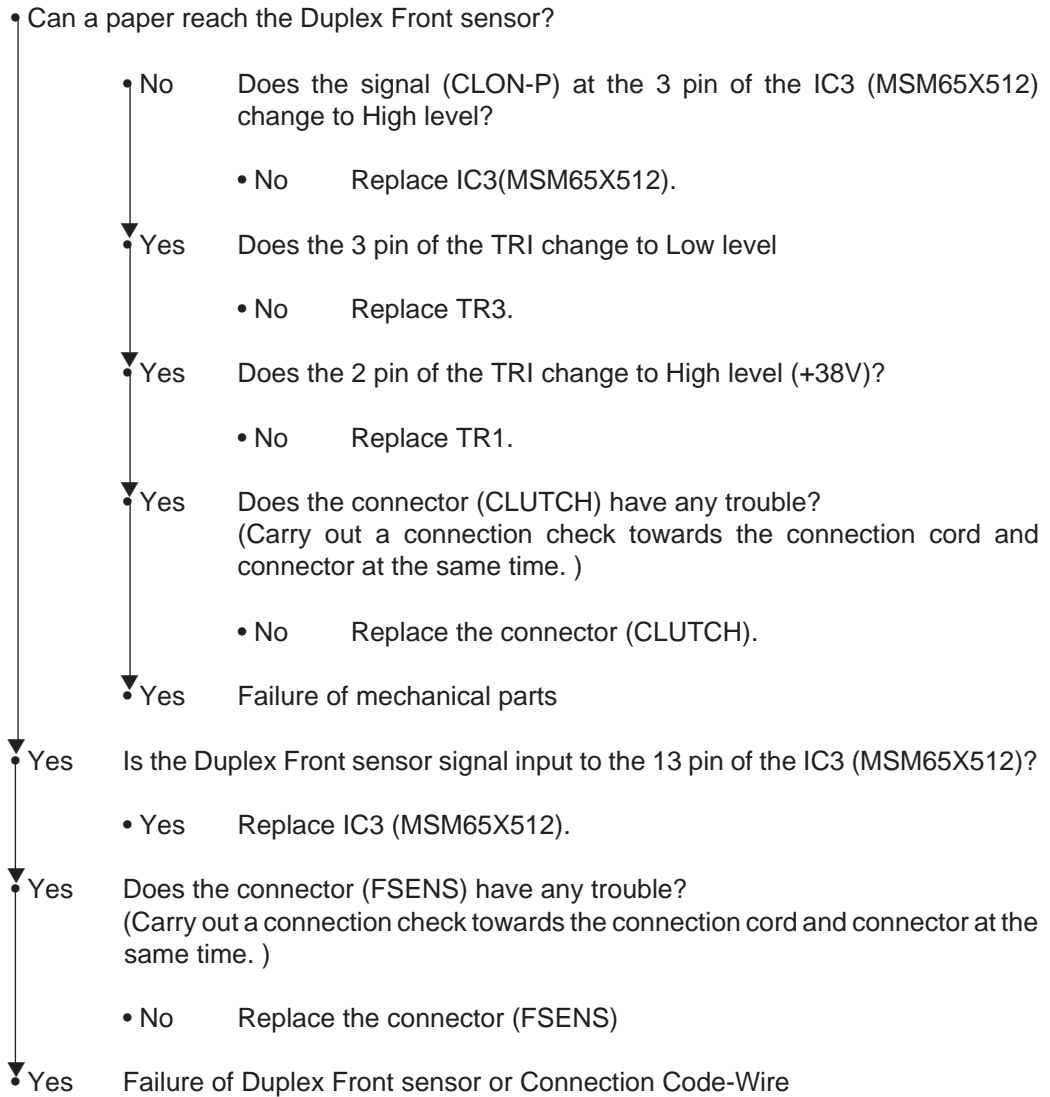 • Can a paper reach the Duplex Front sensor?
• No Does the signal (CLON-P) at the 3 pin of the IC3 (MSM65X512)
change to High level?
• No Replace IC3(MSM65X512).
• Yes Does the 3 pin of the TRI change to Low level
• No Replace TR3.
• Yes Does the 2 pin of the TRI change to High level (+38V)?
• No Replace TR1.
• Yes Does the connector (CLUTCH) have any trouble?
(Carry out a connection check towards the connection cord and
connector at the same time. )
• No Replace the connector (CLUTCH).
• Yes Failure of mechanical parts
• Yes Is the Duplex Front sensor signal input to the 13 pin of the IC3 (MSM65X512)?
• Yes Replace IC3 (MSM65X512).
• Yes Does the connector (FSENS) have any trouble?
(Carry out a connection check towards the connection cord and connector at the
same time. )
• No Replace the connector (FSENS)
• Yes Failure of Duplex Front sensor or Connection Code-Wire